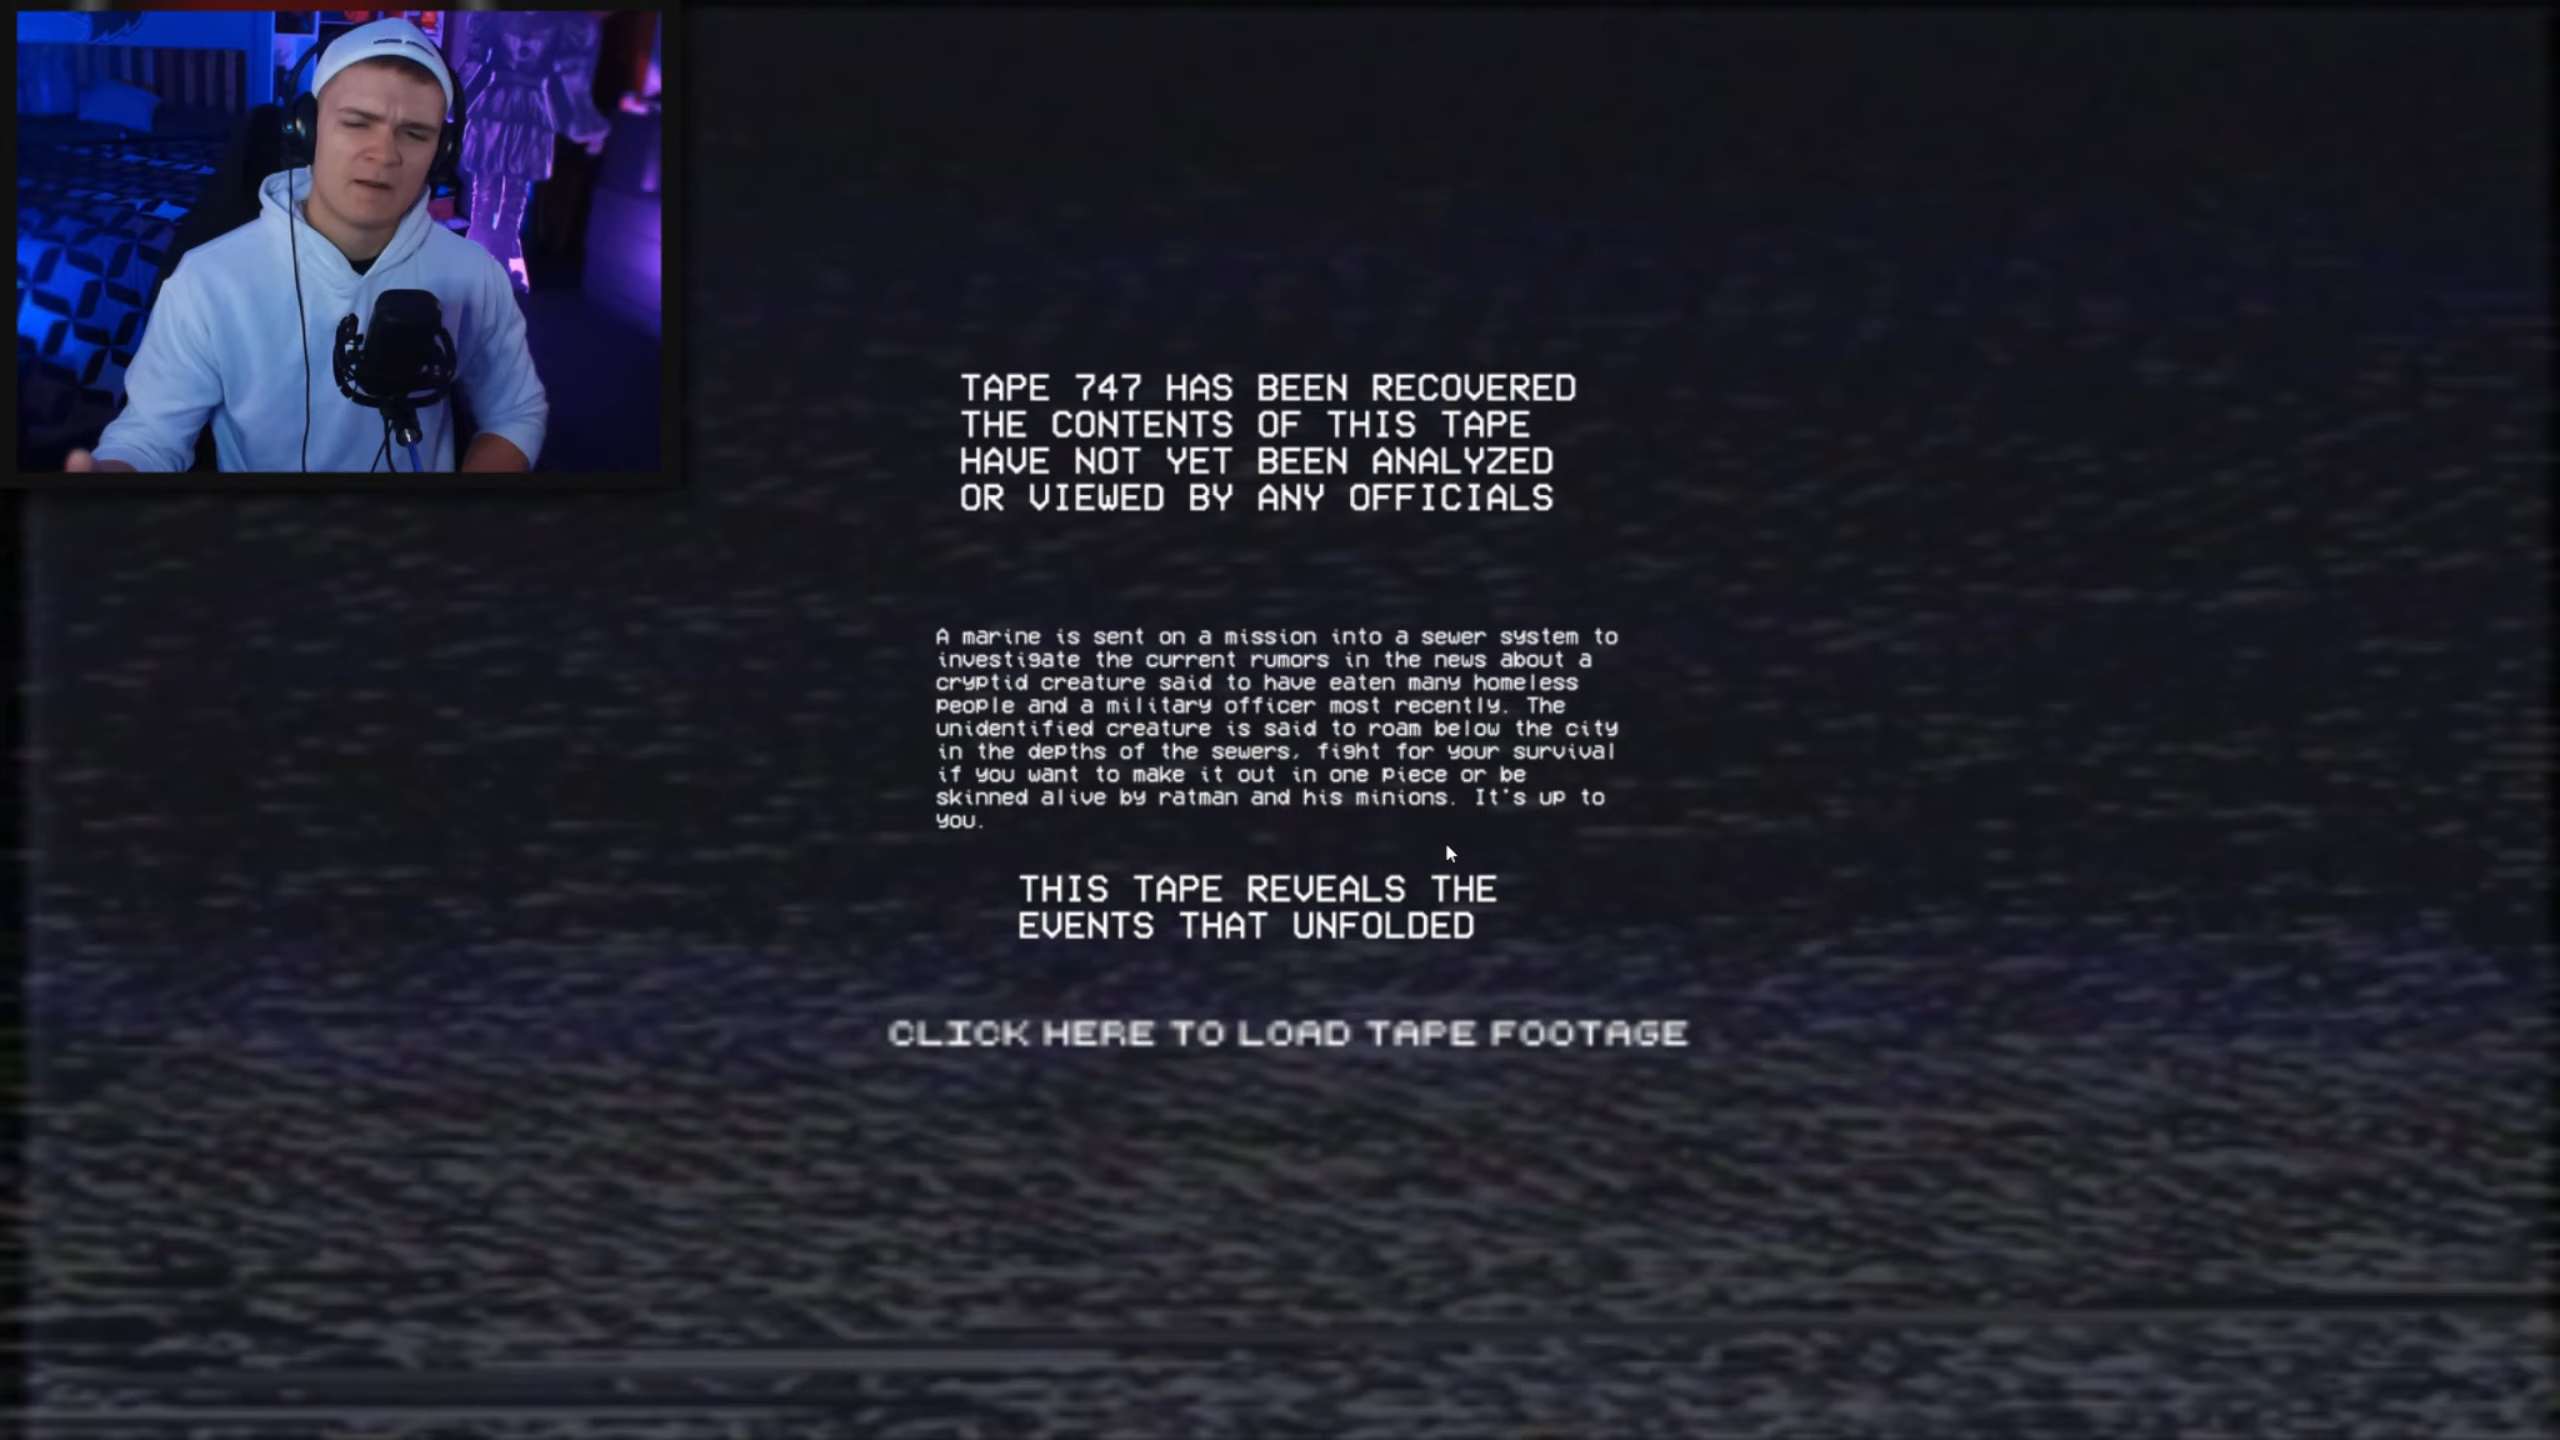 TAPE 747 HAS BEEN RECOVERED
THE CONTENTS OF THIS TAPE
HAVE NOT YET BEEN ANALYZED
OR VIEWED BY ANY OFFICIALS
A marine is sent on a mission into a sewer system to
investigate the current rumors in the news about a
cryptid creature said to have eaten many homeless
people and a military officer most recently. The
unidentified creature is said to roam below the city
in the depths of the sewers, fight for your survival
if you want to make it out in one piece or be
skinned alive by ratman and his minions. It's up to
you.
THIS TAPE REVEALS THE
EVENTS THAT UNFOLDED
CLICK HERE TO LOAD TAPE FOOTAGE